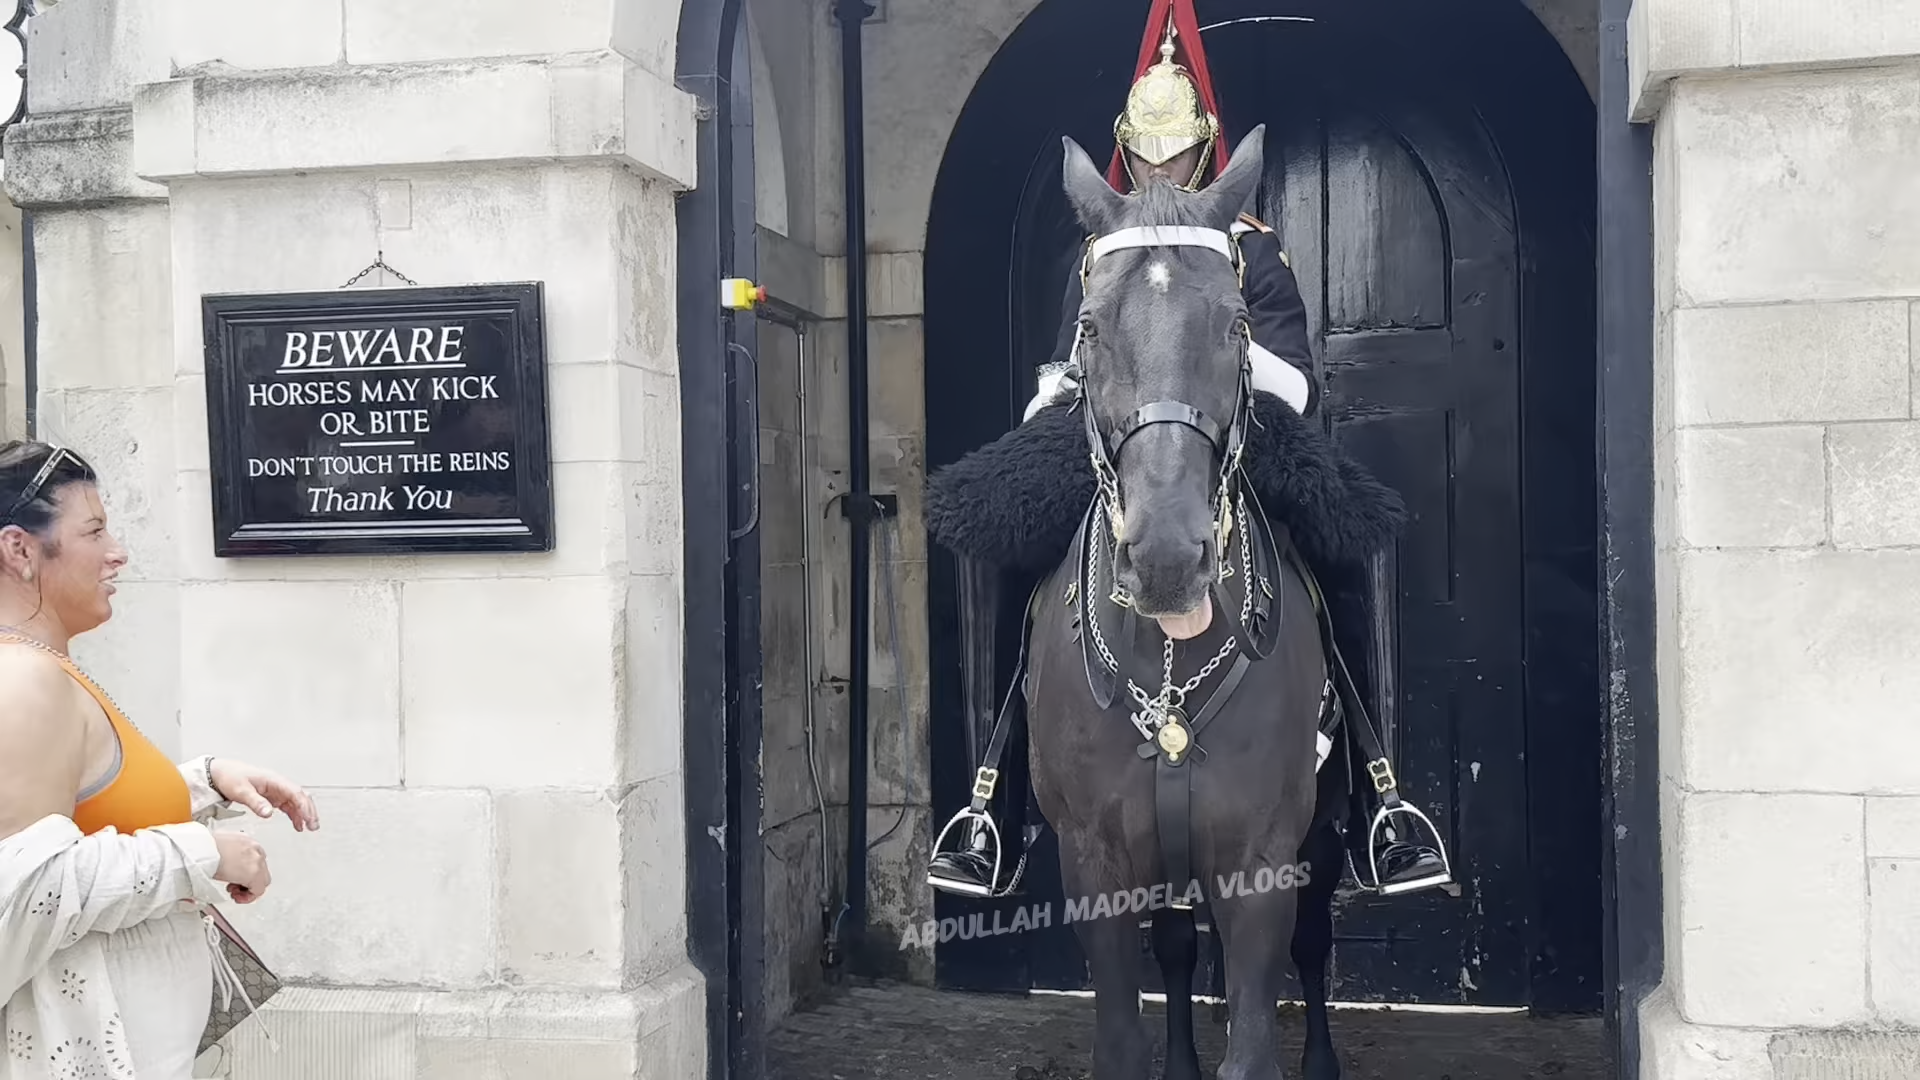 BEWARE
HORSES MAY KICK
OR BITE
DON'T TOUCH THE REINS
Thank You
ABDULLAH MADDELA VLOGS